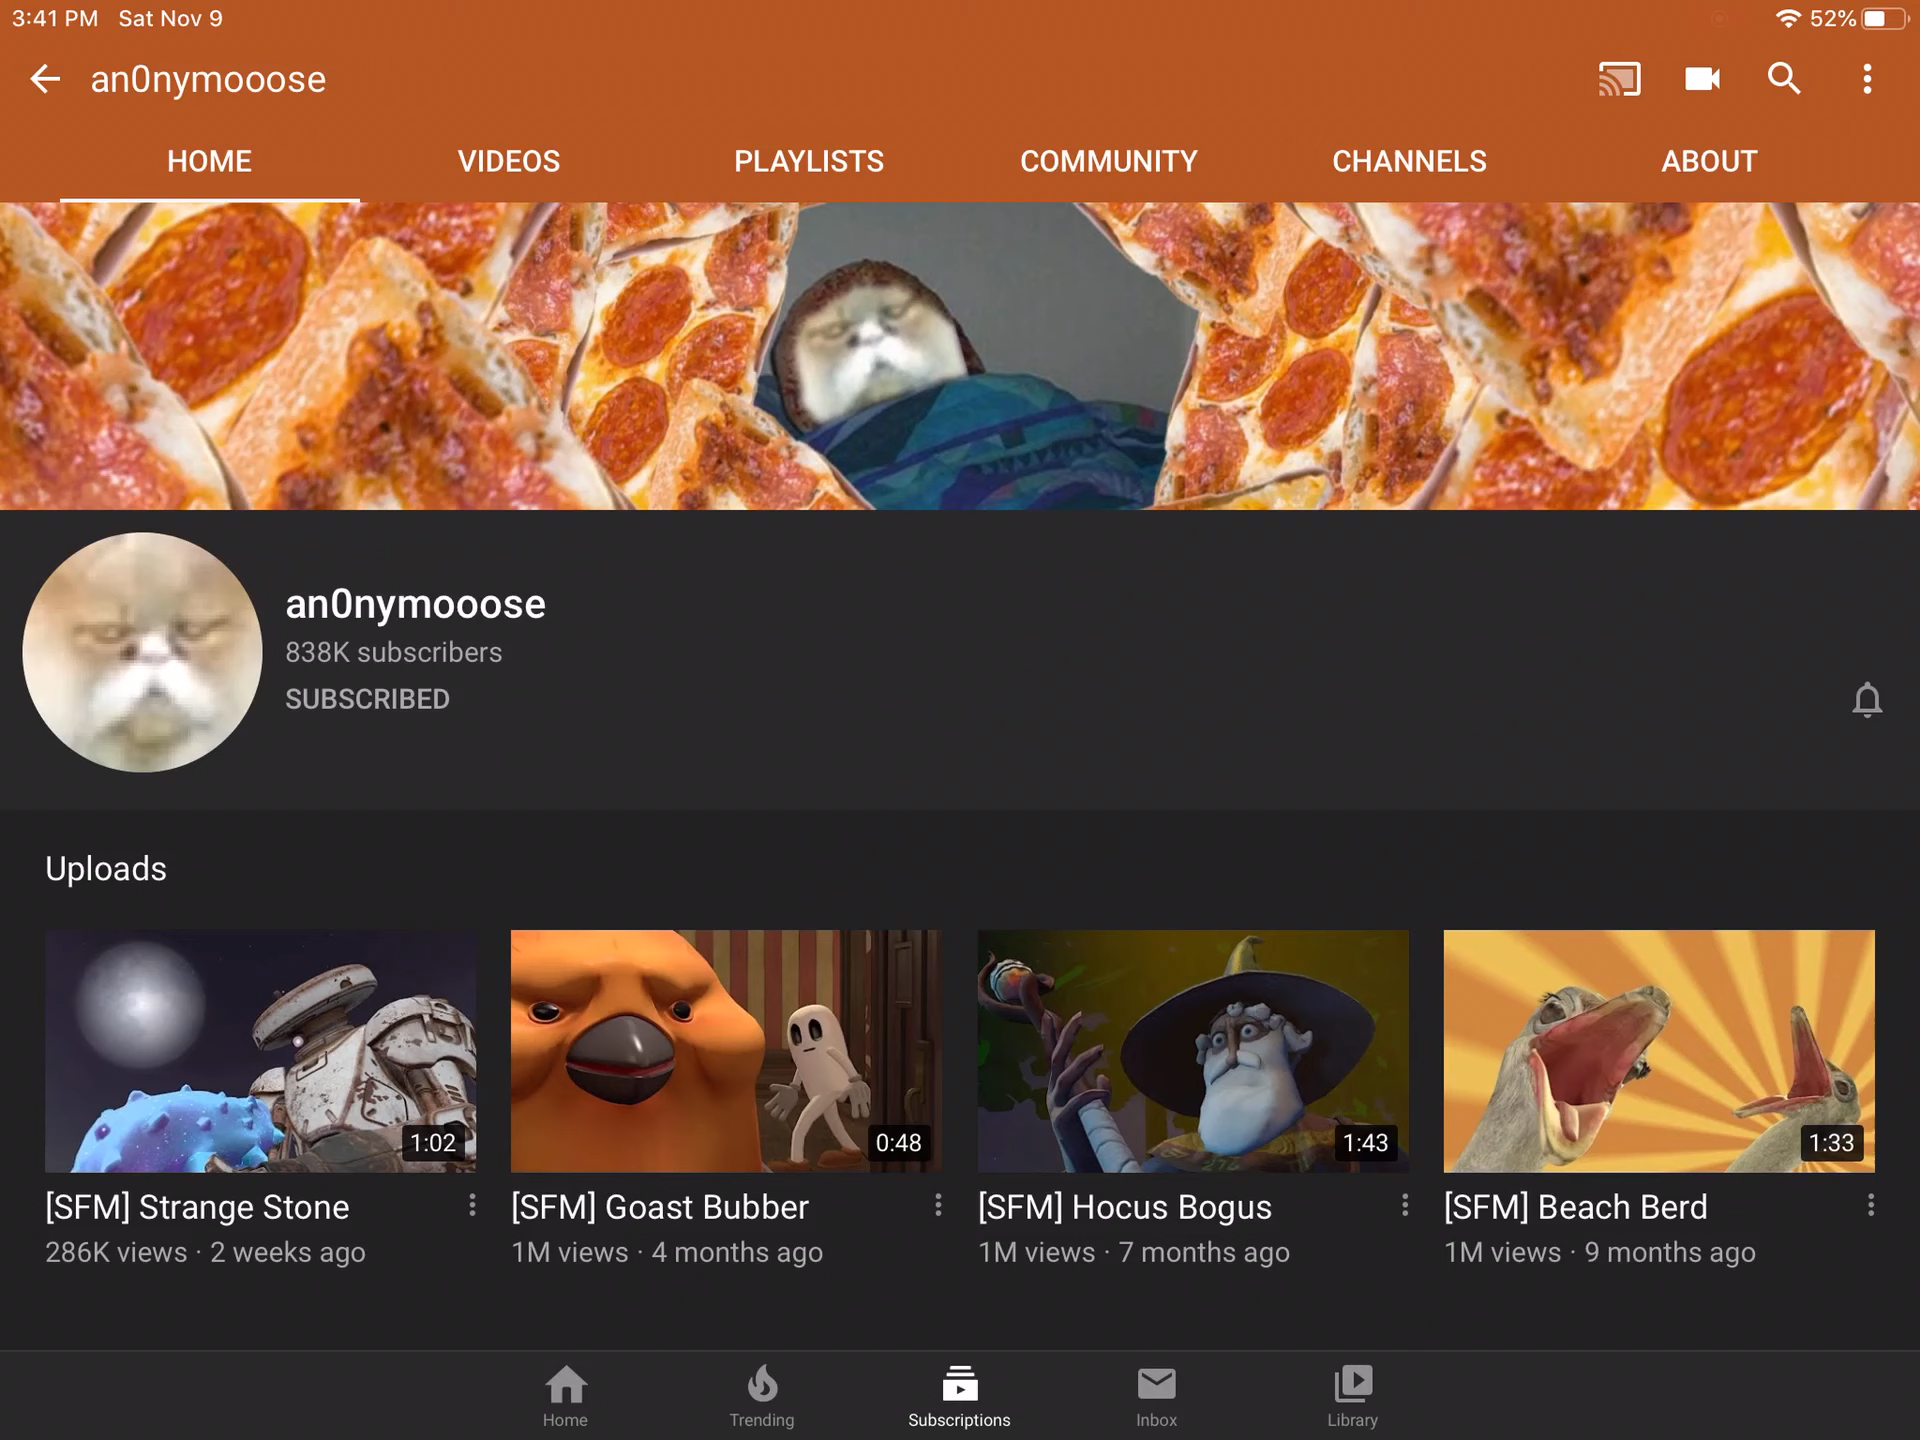 3:41 PM Sat Nov 9 52%
an0nymooose
HOME VIDEOS PLAYLISTS COMMUNITY CHANNELS ABOUT
an0nymooose
838K subscribers
SUBSCRIBED
Uploads
1:02 0:48 1:43 1:33
[SFM] Strange Stone [SFM] Goast Bubber [SFM] Hocus Bogus [SFM] Beach Berd
286K views · 2 weeks ago 1M views · 4 months ago 1M views · 7 months ago 1M views · 9 months ago
Home Trending Subscriptions Inbox Library